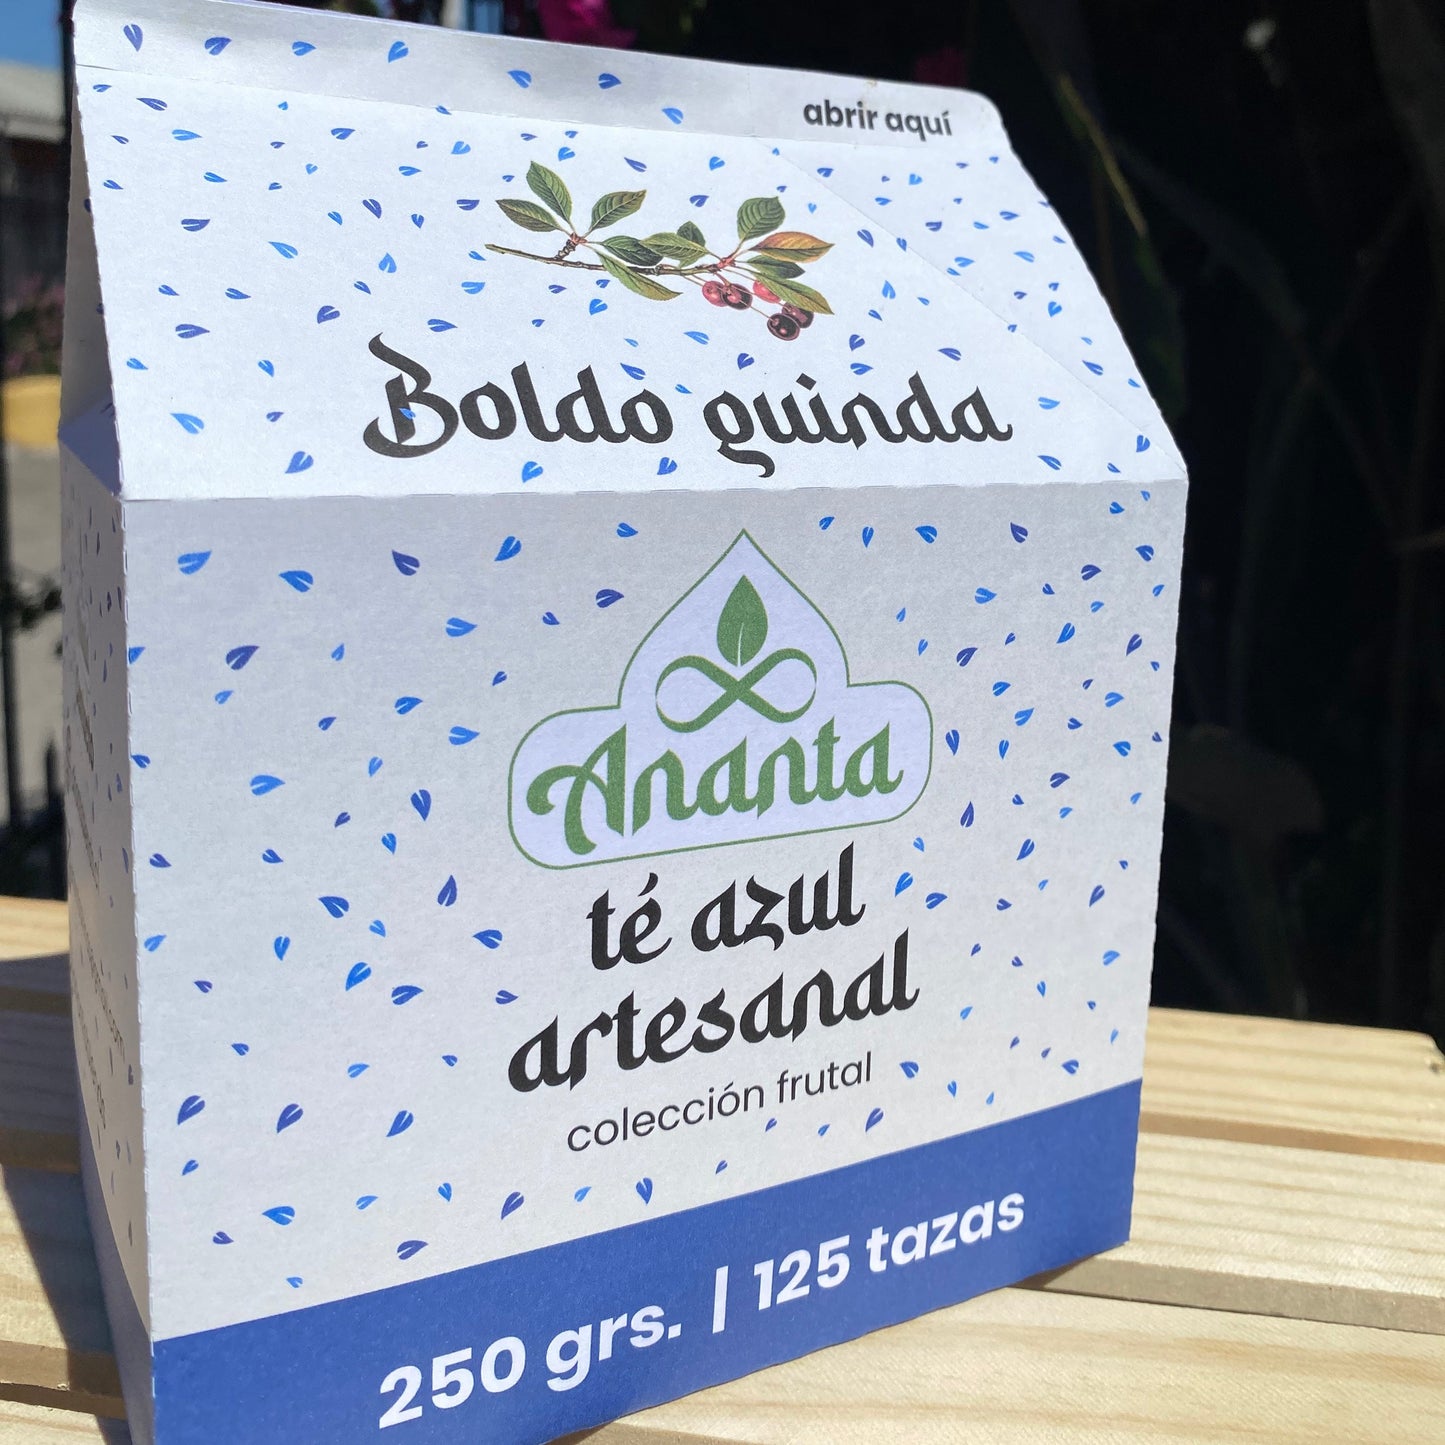 abrir aquí
Boldo guinda
Ananta
té azul
artesanal
colección frutal
250 grs. | 125 tazas